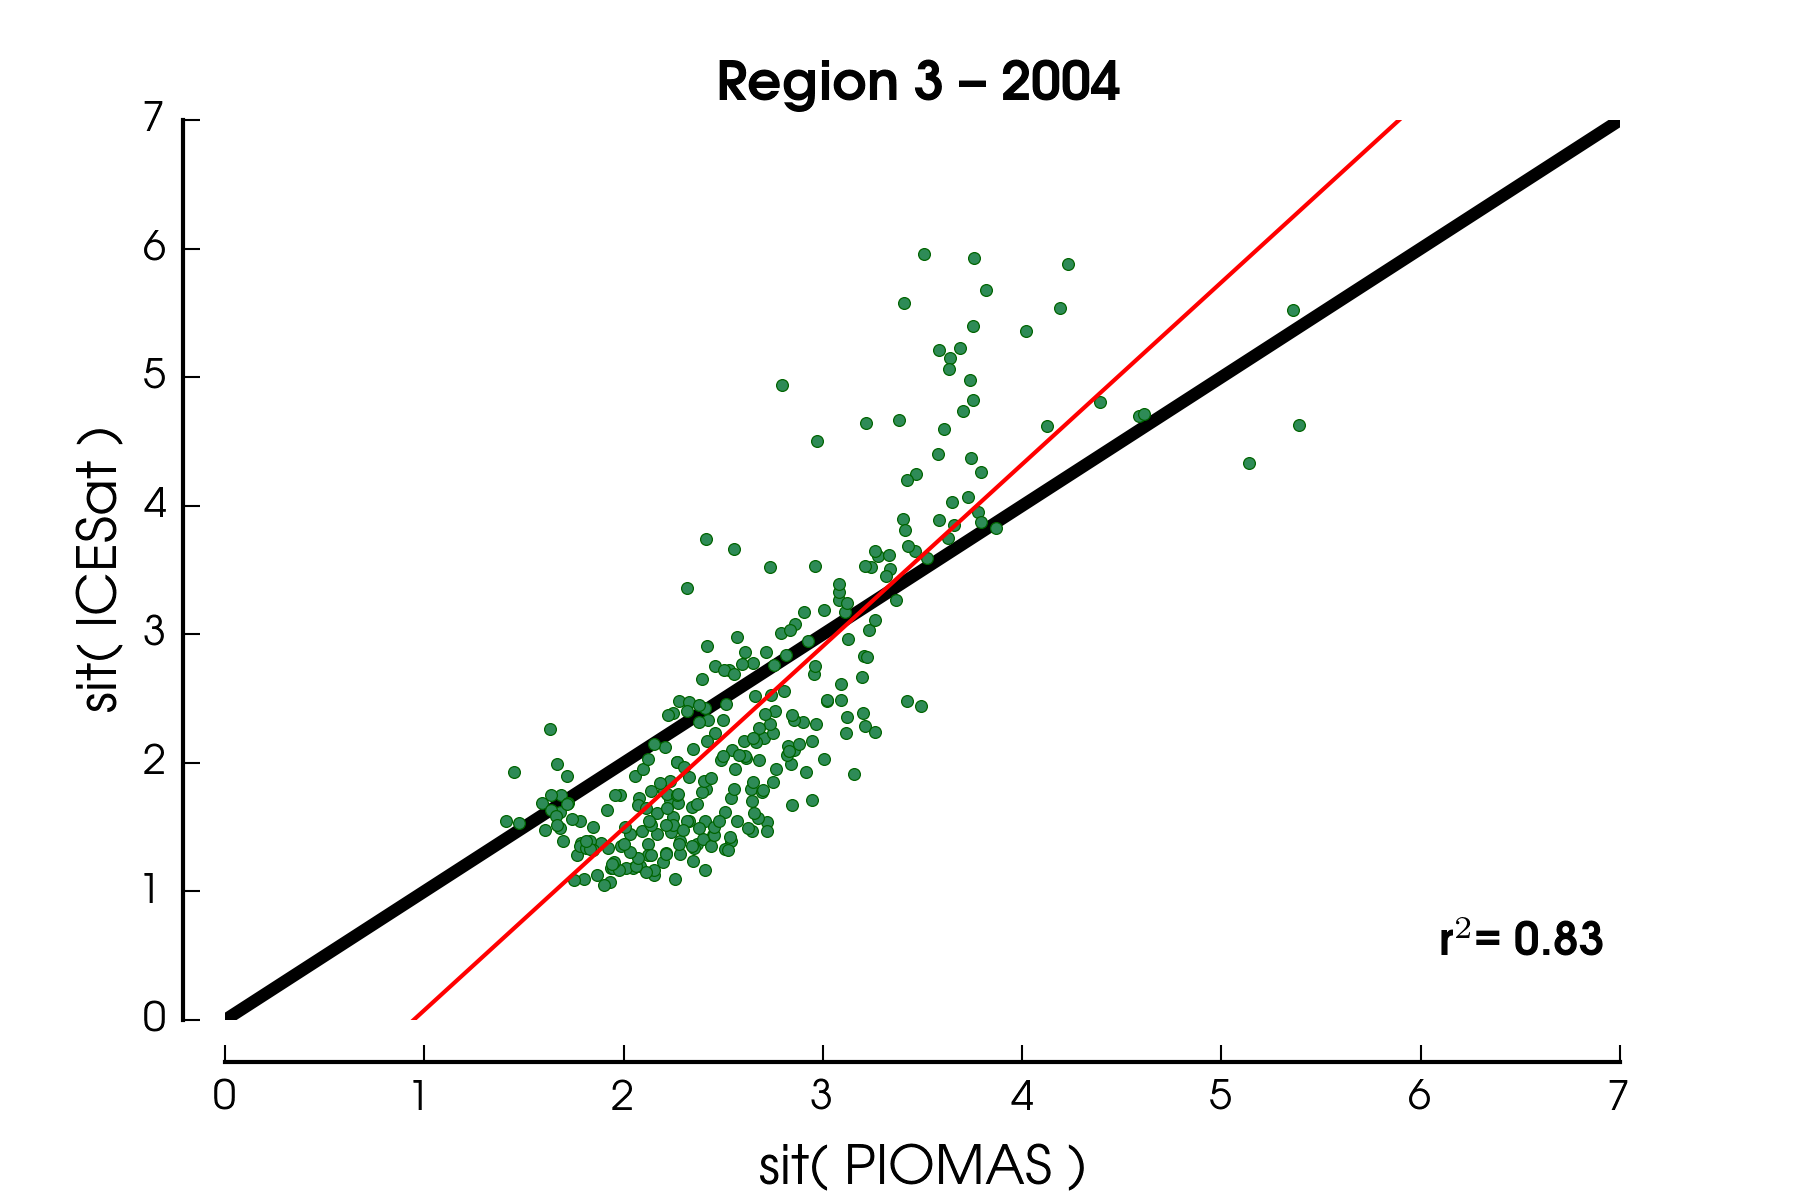 Region 3 – 2004
7
6
5
4
3
2
1
0
sit( ICESat )
r²= 0.83
0 1 2 3 4 5 6 7
sit( PIOMAS )